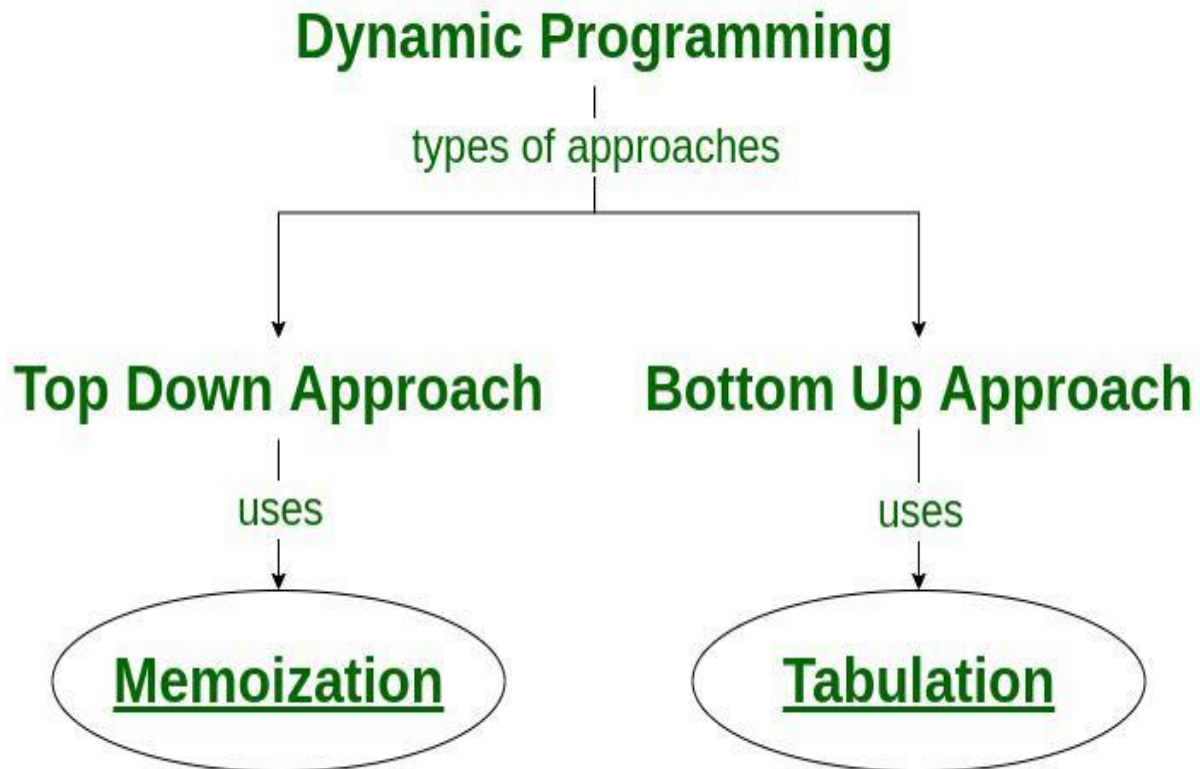 Dynamic Programming
types of approaches
Top Down Approach
Bottom Up Approach
uses
uses
Memoization
Tabulation